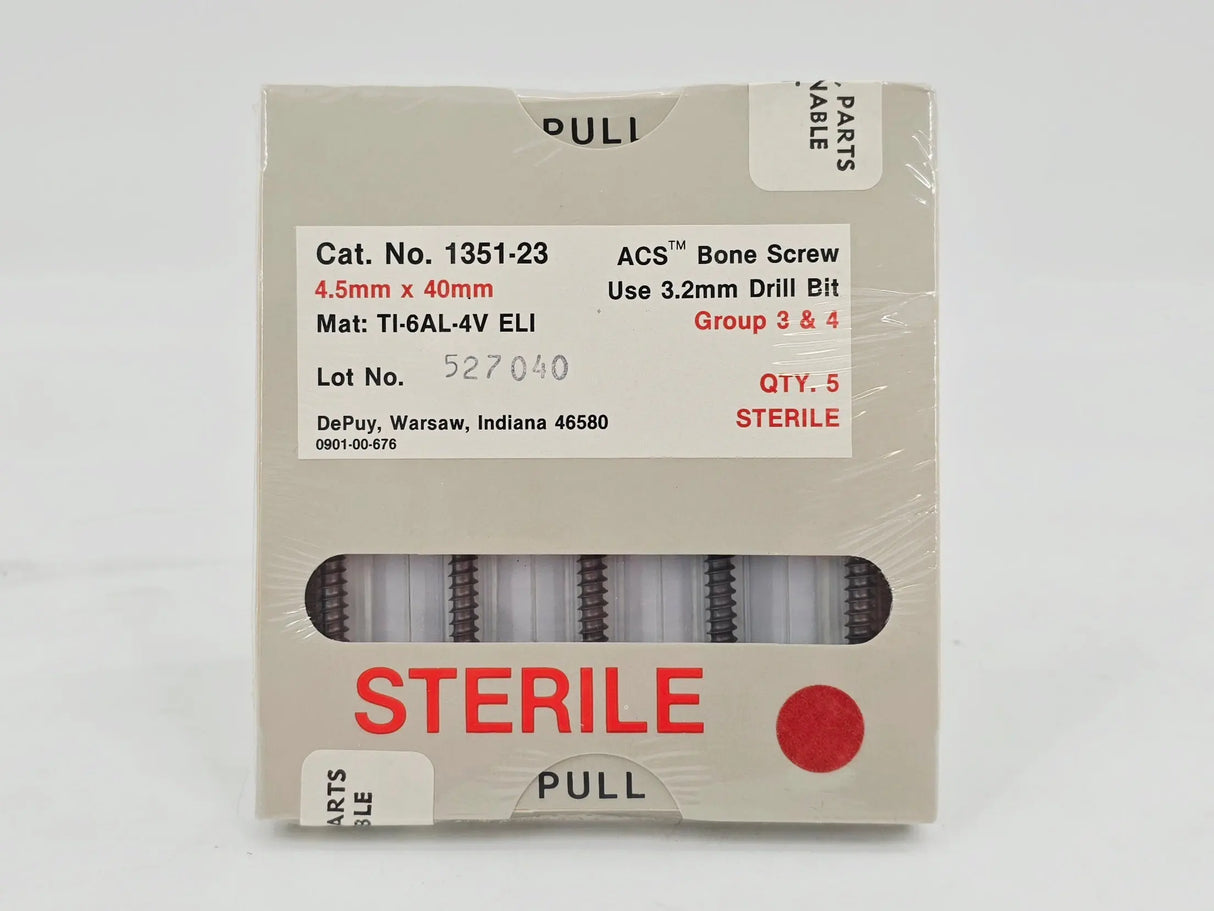 PULL
PARTS
NABLE
Cat. No. 1351-23
ACS™ Bone Screw
4.5mm x 40mm
Use 3.2mm Drill Bit
Mat: TI-6AL-4V ELI
Group 3 & 4
Lot No. 527040
QTY. 5
DePuy, Warsaw, Indiana 46580
STERILE
0901-00-676
STERILE
PULL
ARTS
BLE